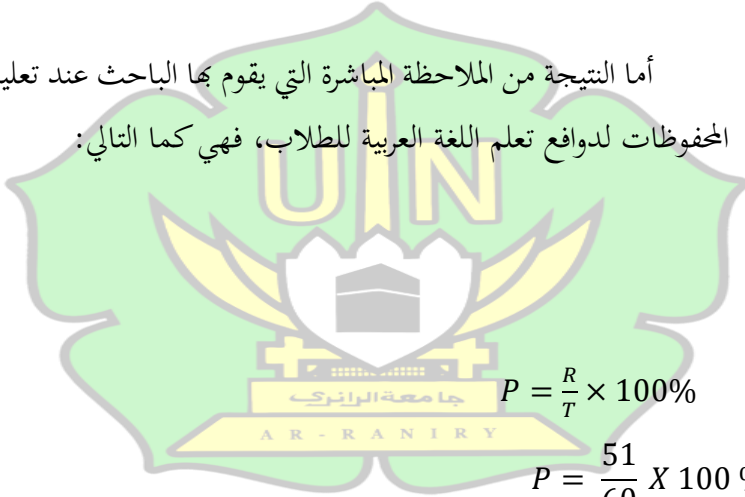 أما النتيجة من الملاحظة المباشرة التي يقوم بها الباحث عند
المحفوظات لدوافع تعلم اللغة العربية للطلاب، فهي كما التالي:
UIN
جامعة الرانري
AR-RANIRY
P = R/T × 100%
P = 51/60 X 100